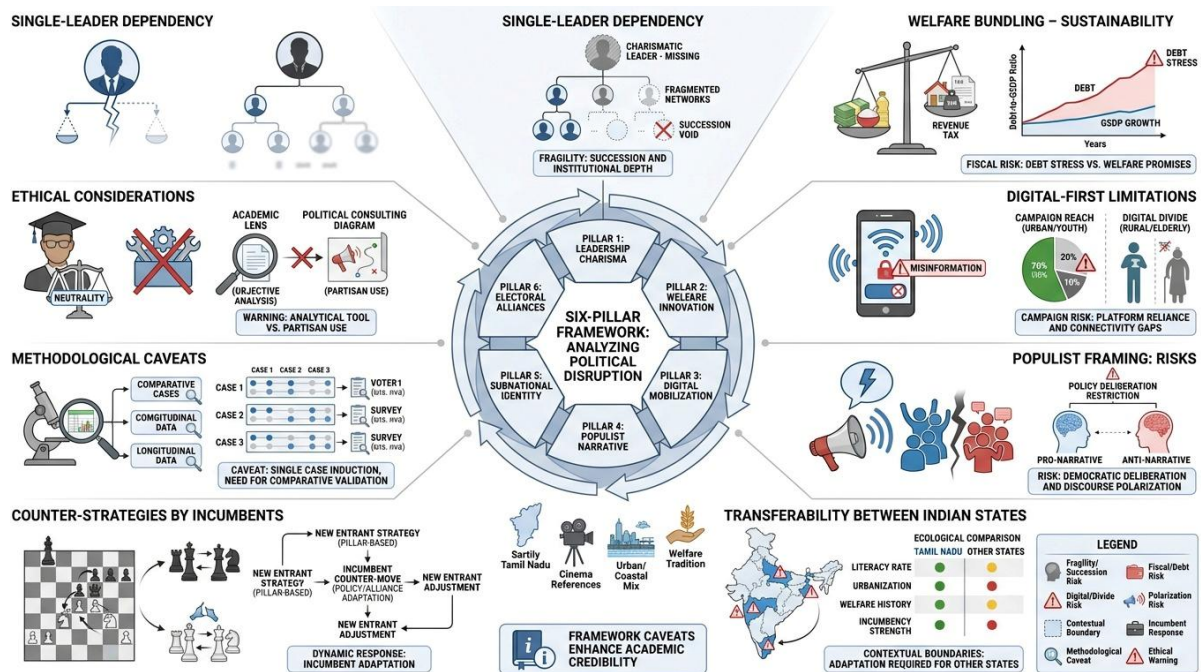 SINGLE-LEADER DEPENDENCY
SINGLE-LEADER DEPENDENCY
CHARISMATIC
LEADER - MISSING
FRAGMENTED
NETWORKS
SUCCESSION
VOID
FRAGILITY: SUCCESSION AND
INSTITUTIONAL DEPTH
WELFARE BUNDLING – SUSTAINABILITY
REVENUE
TAX
Debt-to-GSDP Ratio
DEBT
DEBT
STRESS
GSDP GROWTH
Years
FISCAL RISK: DEBT STRESS VS. WELFARE PROMISES
ETHICAL CONSIDERATIONS
NEUTRALITY
ACADEMIC
LENS
(URJECTIVE
ANALYSIS)
POLITICAL CONSULTING
DIAGRAM
(PARTISAN USE)
WARNING: ANALYTICAL TOOL
VS. PARTISAN USE
PILLAR 1:
LEADERSHIP
CHARISMA
PILLAR 2:
WELFARE
INNOVATION
PILLAR 3:
DIGITAL
MOBILIZATION
PILLAR 4:
POPULIST
NARRATIVE
PILLAR 5:
SUBNATIONAL
IDENTITY
PILLAR 6:
ELECTORAL
ALLIANCES
SIX-PILLAR
FRAMEWORK:
ANALYZING
POLITICAL
DISRUPTION
DIGITAL-FIRST LIMITATIONS
MISINFORMATION
CAMPAIGN REACH
(URBAN/YOUTH)
70%
20%
10%
DIGITAL DIVIDE
(RURAL/ELDERLY)
CAMPAIGN RISK: PLATFORM RELIANCE
AND CONNECTIVITY GAPS
METHODOLOGICAL CAVEATS
COMPARATIVE
CASES
COMGITUDINAL
DATA
LONGITUDINAL
DATA
CASE 1 CASE 2 CASE 3
CASE 1
VOTER1
CASE 2
SURVEY
CASE 3
SURVEY
CAVEAT: SINGLE CASE INDUCTION,
NEED FOR COMPARATIVE VALIDATION
POPULIST FRAMING: RISKS
POLICY DELIBERATION
RESTRICTION
PRO-NARRATIVE
ANTI-NARRATIVE
RISK: DEMOCRATIC DELIBERATION
AND DISCOURSE POLARIZATION
COUNTER-STRATEGIES BY INCUMBENTS
NEW ENTRANT STRATEGY
(PILLAR-BASED)
NEW ENTRANT
STRATEGY
(PILLAR-BASED)
INCUMBENT
COUNTER-MOVE
(POLICY/ALLIANCE
ADAPTATION)
NEW ENTRANT
ADJUSTMENT
NEW ENTRANT
ADJUSTMENT
DYNAMIC RESPONSE:
INCUMBENT ADAPTATION
Sartily
Tamil Nadu
Cinema
References
Urban/
Coastal
Mix
Welfare
Tradition
FRAMEWORK CAVEATS
ENHANCE ACADEMIC
CREDIBILITY
TRANSFERABILITY BETWEEN INDIAN STATES
ECOLOGICAL COMPARISON
TAMIL NADU OTHER STATES
LITERACY RATE
URBANIZATION
WELFARE HISTORY
INCUMBENCY
STRENGTH
CONTEXTUAL BOUNDARIES:
ADAPTATION REQUIRED FOR OTHER STATES
LEGEND
Fragllity/
Succession
Risk
Fiscal/Debt
Risk
Digital/Divide
Risk
Polarization
Risk
Contextual
Boundary
Incumbent
Response
Methodological
Caveat
Ethical
Warning